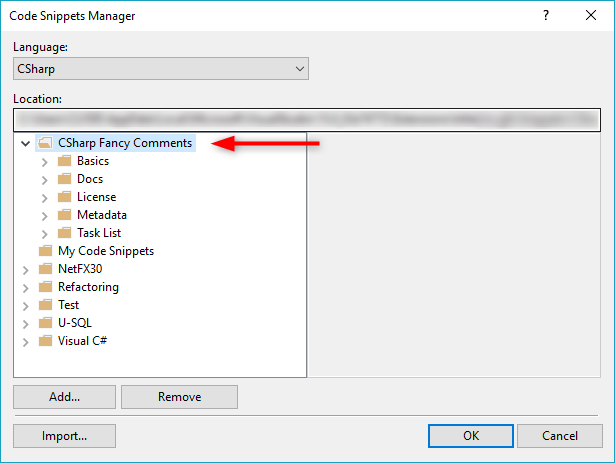 Code Snippets Manager
?
Language:
CSharp
Location:
CSharp Fancy Comments
Basics
Docs
License
Metadata
Task List
My Code Snippets
NetFX30
Refactoring
Test
U-SQL
Visual C#
Add...
Remove
Import...
OK
Cancel